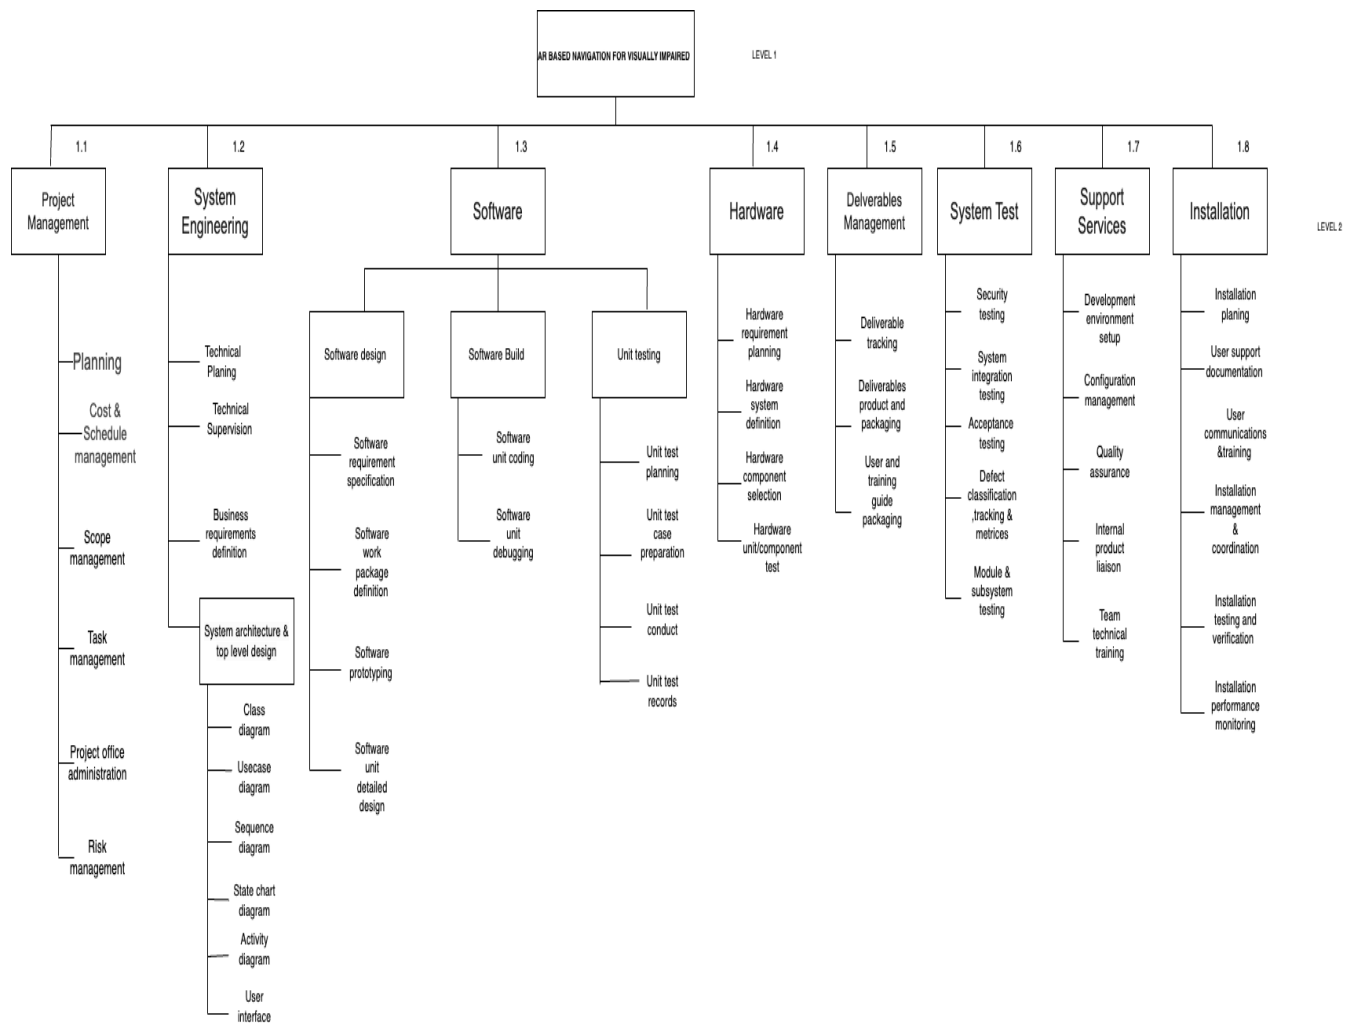 AR BASED NAVIGATION FOR VISUALLY IMPAIRED
LEVEL 1
1.1
1.2
1.3
1.4
1.5
1.6
1.7
1.8
Project
Management
System
Engineering
Software
Hardware
Delverables
Management
System Test
Support
Services
Installation
LEVEL 2
Planning
Cost &
Schedule
management
Scope
management
Task
management
Project office
administration
Risk
management
Technical
Planing
Technical
Supervision
Business
requirements
definition
System architecture &
top level design
Class
diagram
Usecase
diagram
Sequence
diagram
State chart
diagram
Activity
diagram
User
interface
Software design
Software
requirement
specification
Software
work
package
definition
Software
prototyping
Software
unit
detailed
design
Software Build
Software
unit coding
Software
unit
debugging
Unit testing
Unit test
planning
Unit test
case
preparation
Unit test
conduct
Unit test
records
Hardware
requirement
planning
Hardware
system
definition
Hardware
component
selection
Hardware
unit/component
test
Deliverable
tracking
Deliverables
product and
packaging
User and
training
guide
packaging
Security
testing
System
integration
testing
Acceptance
testing
Defect
classification
,tracking &
metrices
Module &
subsystem
testing
Development
environment
setup
Configuration
management
Quality
assurance
Internal
product
liaison
Team
technical
training
Installation
planing
User support
documentation
User
communications
&training
Installation
management
&
coordination
Installation
testing and
verification
Installation
performance
monitoring